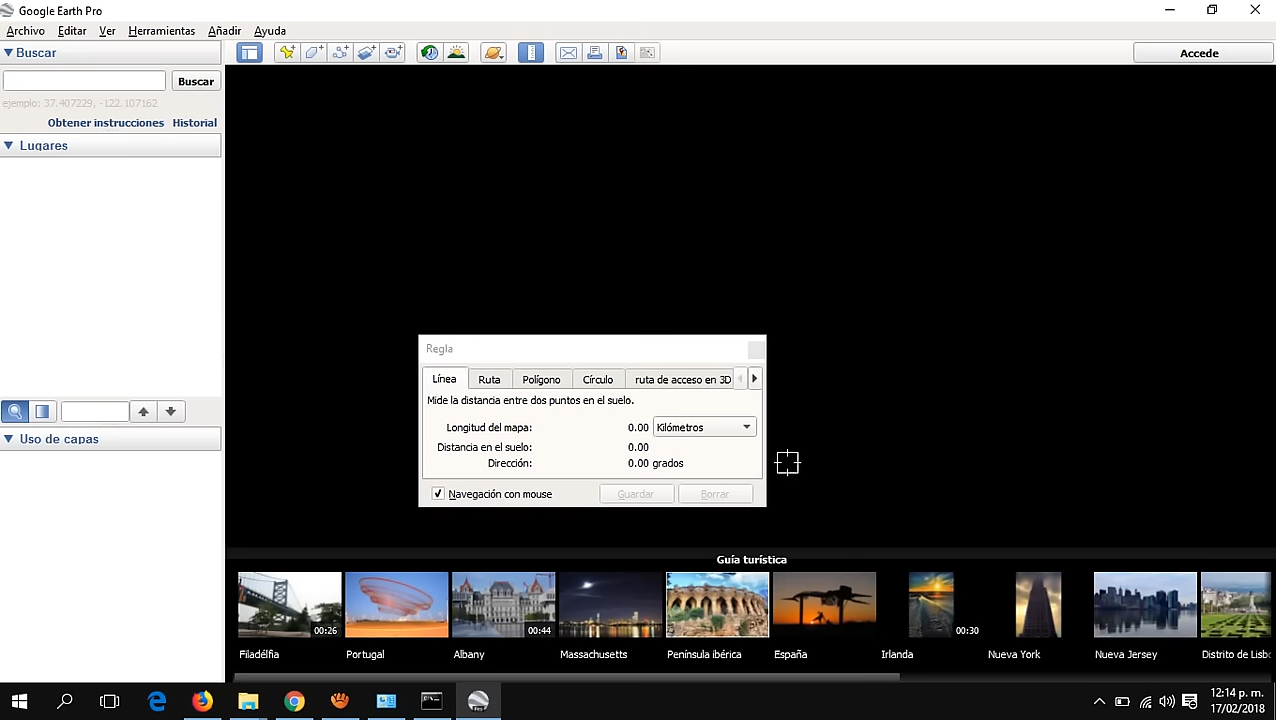 Google Earth Pro
Archivo Editar Ver Herramientas Añadir Ayuda
Buscar
Accede
Buscar
ejemplo: 37.407229, -122.107162
Obtener instrucciones Historial
Lugares
Uso de capas
Regla
Línea Ruta Polígono Círculo ruta de acceso en 3D
Mide la distancia entre dos puntos en el suelo.
Longitud del mapa: 0.00 Kilómetros
Distancia en el suelo: 0.00
Dirección: 0.00 grados
Navegación con mouse Guardar Borrar
Guía turística
00:26 00:44 00:30
Filadélfia Portugal Albany Massachusetts Península ibérica España Irlanda Nueva York Nueva Jersey Distrito de Lisbo
12:14 p. m.
17/02/2018